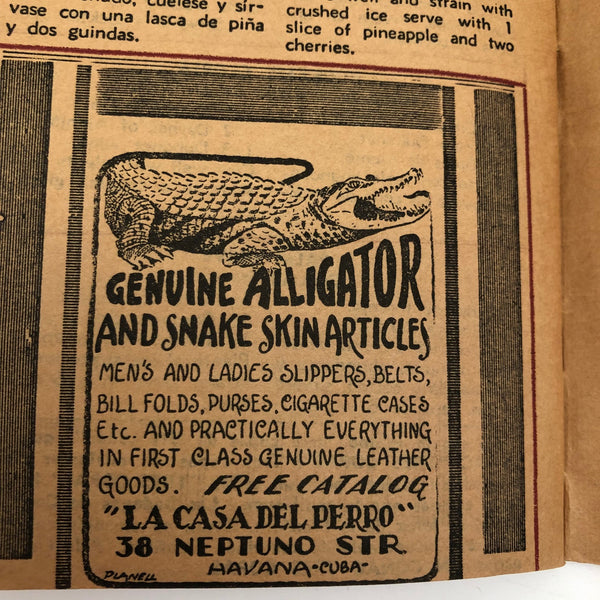 vase con una lasca de piña
y dos guindas.
strain with
crushed ice serve with 1
slice of pineapple and two
cherries.
GENUINE ALLIGATOR
AND SNAKE SKIN ARTICLES
MEN'S AND LADIES SLIPPERS, BELTS,
BILL FOLDS, PURSES, CIGARETTE CASES
Etc. AND PRACTICALLY EVERYTHING
IN FIRST CLASS GENUINE LEATHER
GOODS. FREE CATALOG
"LA CASA DEL PERRO"
38 NEPTUNO STR.
HAVANA-CUBA-
PLANELL